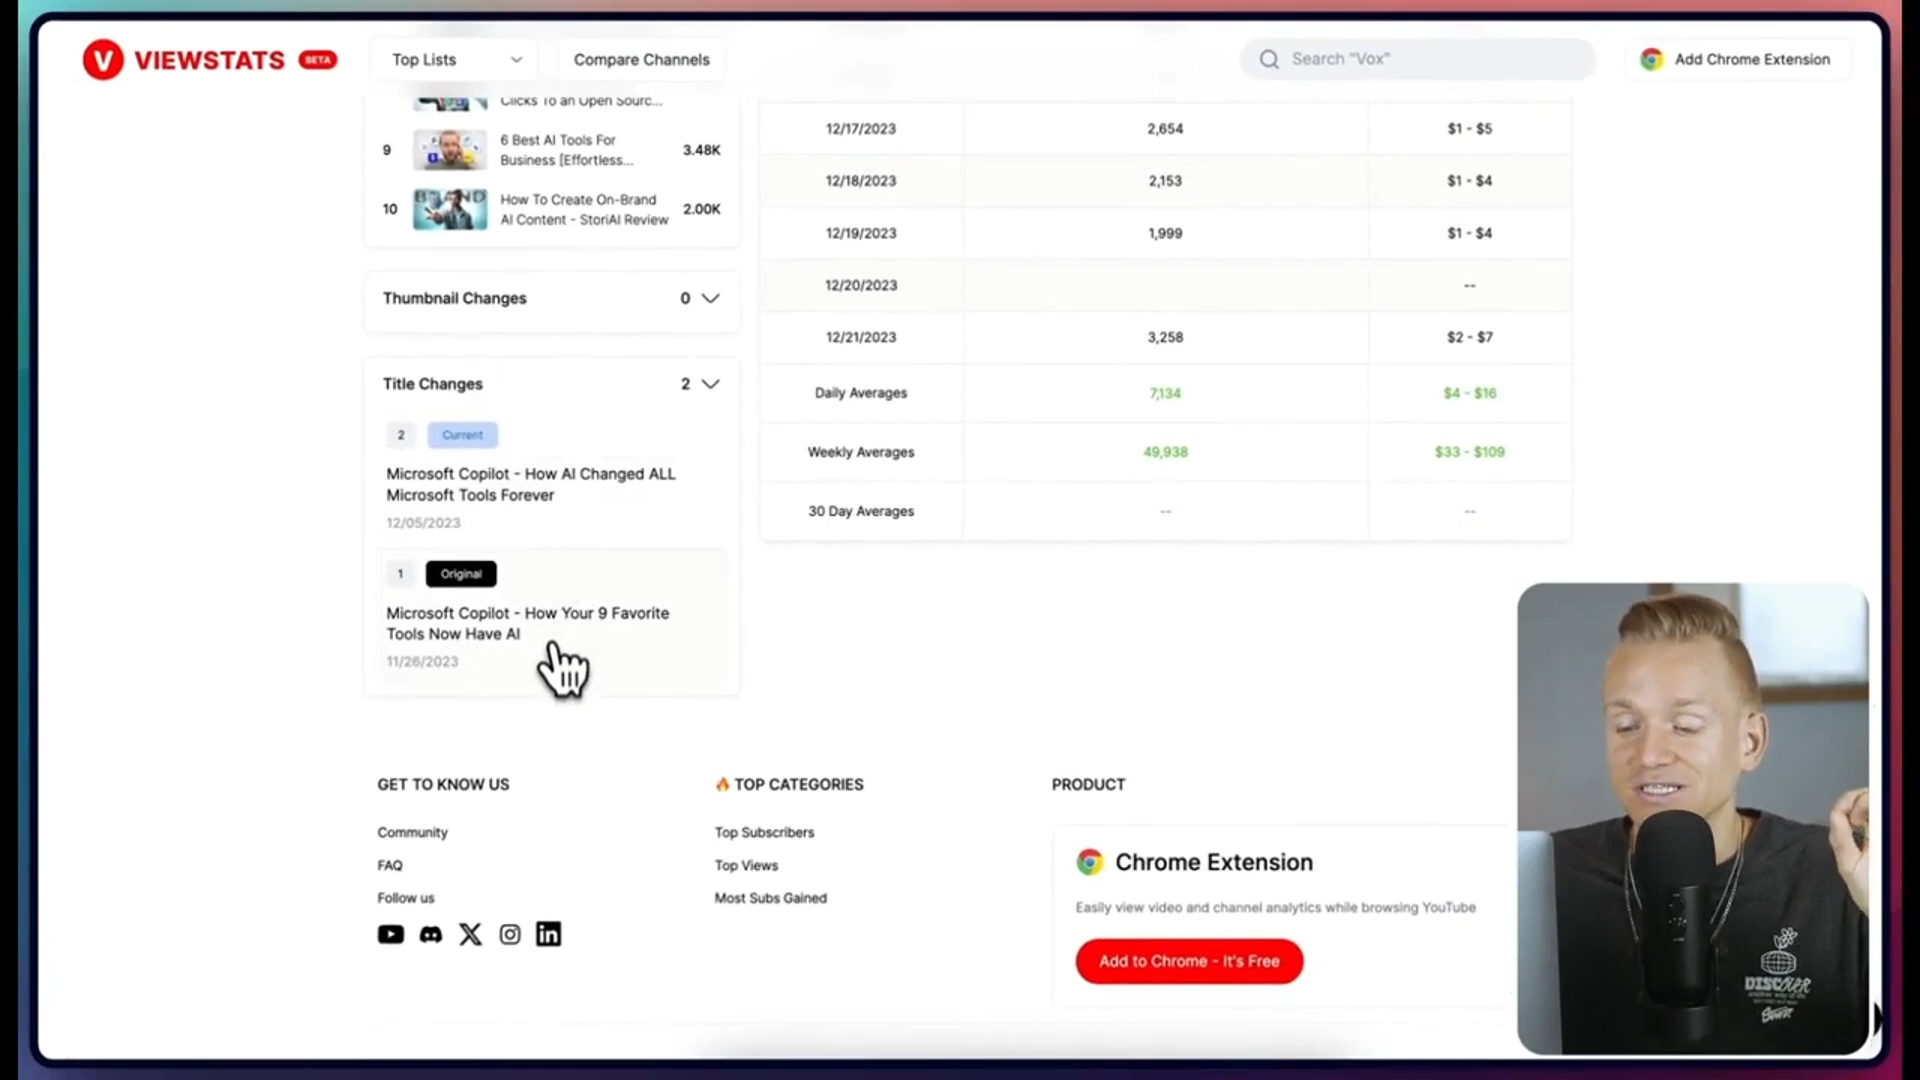 V VIEWSTATS BETA
Top Lists
Compare Channels
Search "Vox"
Add Chrome Extension
Clicks To an Open Sourc...
9
6 Best AI Tools For
Business [Effortless...
3.48K
10
How To Create On-Brand
AI Content - StoriAI Review
2.00K
Thumbnail Changes 0
Title Changes 2
2 Current
Microsoft Copilot - How AI Changed ALL
Microsoft Tools Forever
12/05/2023
1 Original
Microsoft Copilot - How Your 9 Favorite
Tools Now Have AI
11/26/2023
12/17/2023 2,654 $1 - $5
12/18/2023 2,153 $1 - $4
12/19/2023 1,999 $1 - $4
12/20/2023 --
12/21/2023 3,258 $2 - $7
Daily Averages 7,134 $4 - $16
Weekly Averages 49,938 $33 - $109
30 Day Averages -- --
GET TO KNOW US
Community
FAQ
Follow us
🔥 TOP CATEGORIES
Top Subscribers
Top Views
Most Subs Gained
PRODUCT
Chrome Extension
Easily view video and channel analytics while browsing YouTube
Add to Chrome - It's Free
DISCOVER